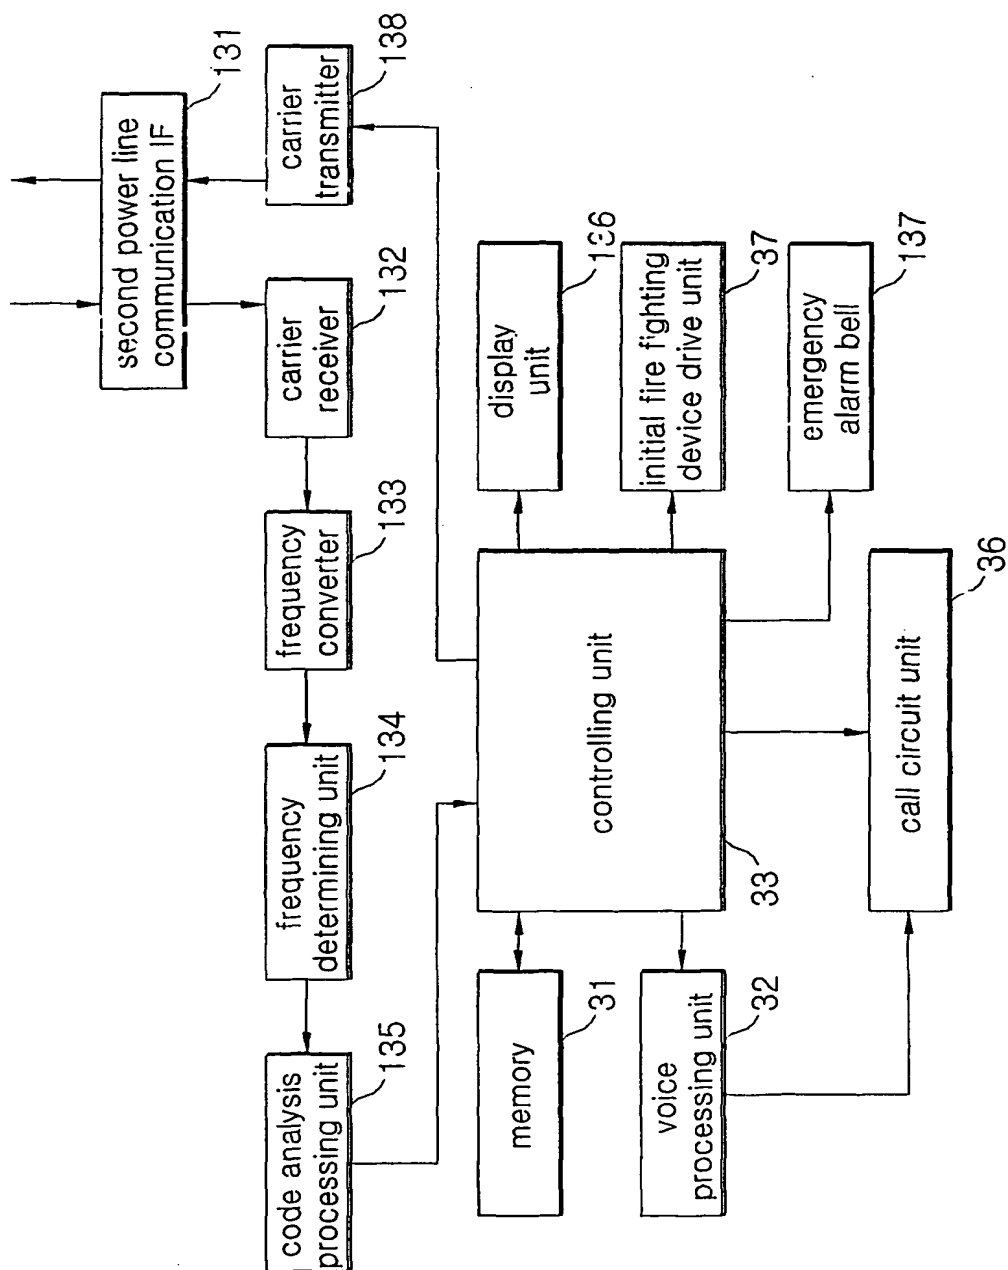 second power line
communication IF
131
carrier
transmitter
138
carrier
receiver
132
frequency
converter
133
frequency
determining unit
134
code analysis
processing unit
135
display
unit
136
initial fire fighting
device drive unit
37
emergency
alarm bell
137
controlling unit
33
memory
31
voice
processing unit
32
call circuit unit
36